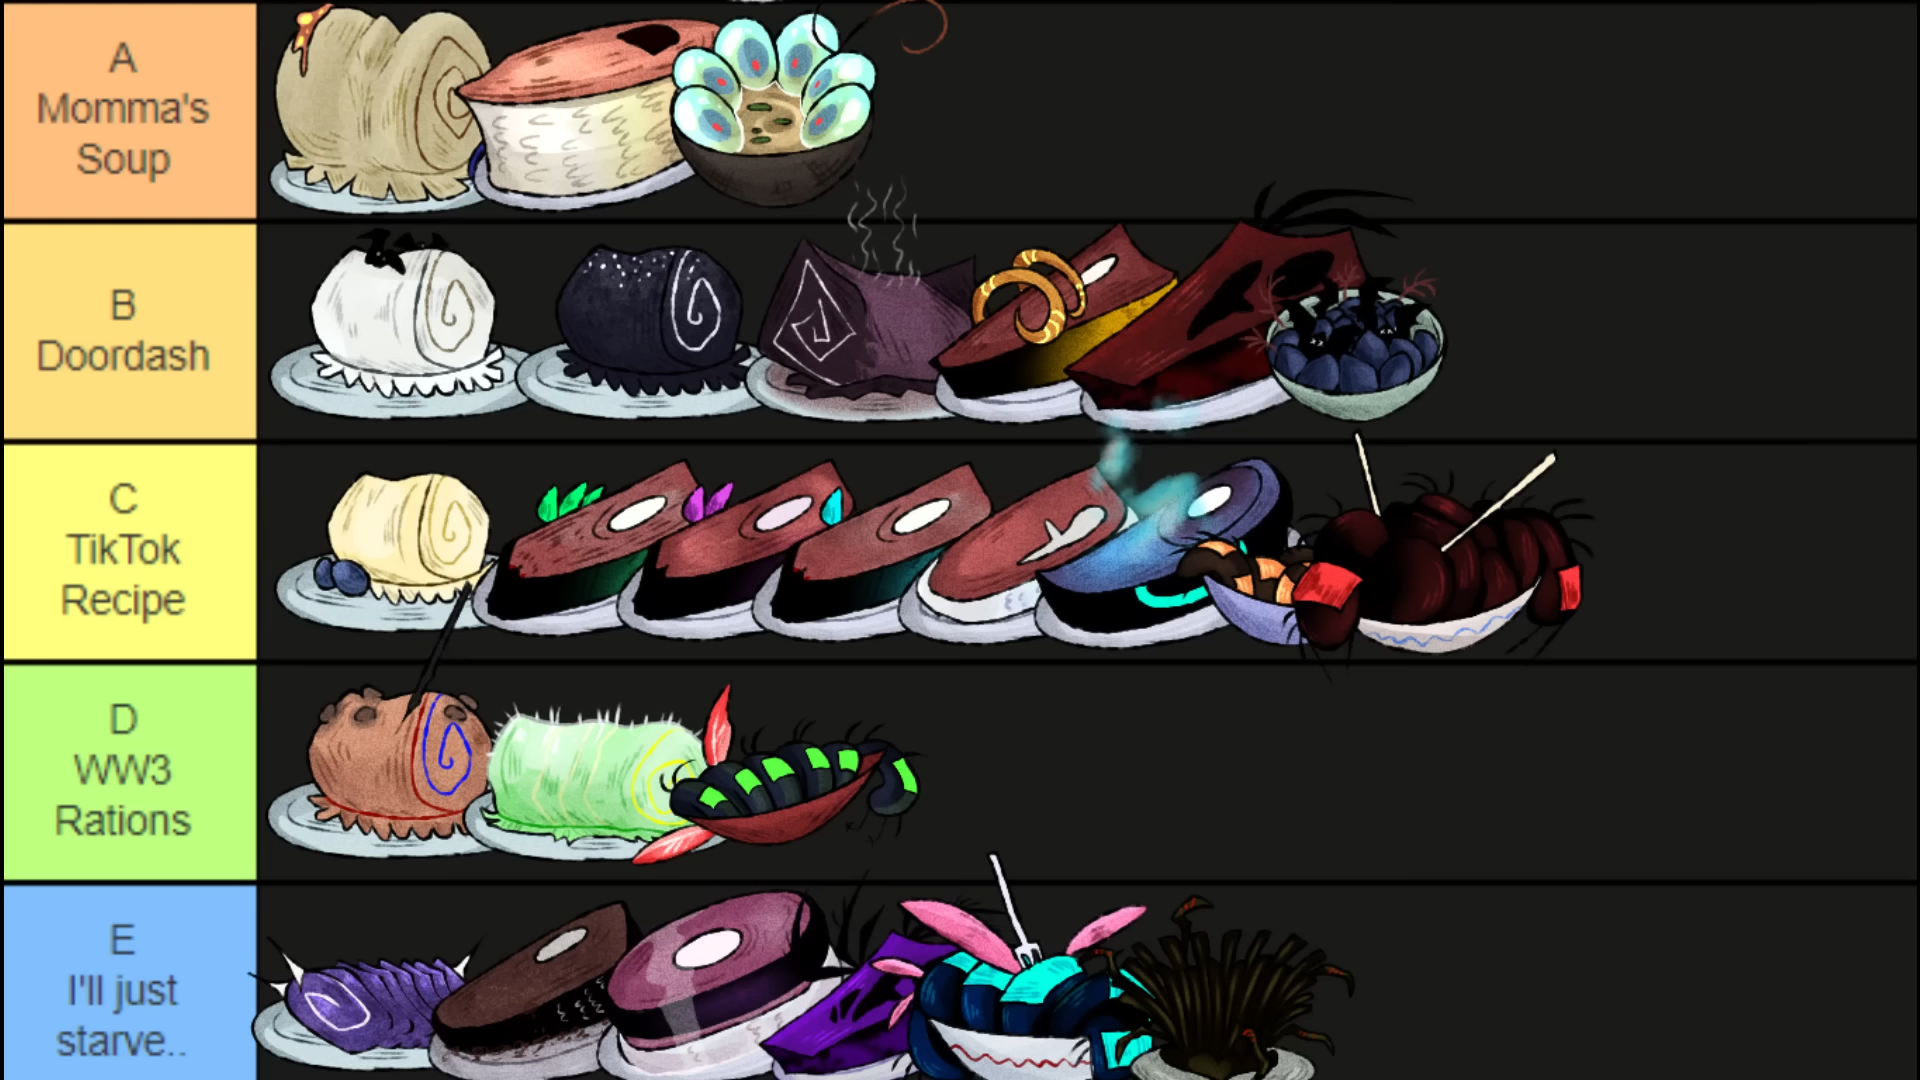 A
Momma's
Soup
B
Doordash
C
TikTok
Recipe
D
WW3
Rations
E
I'll just
starve..